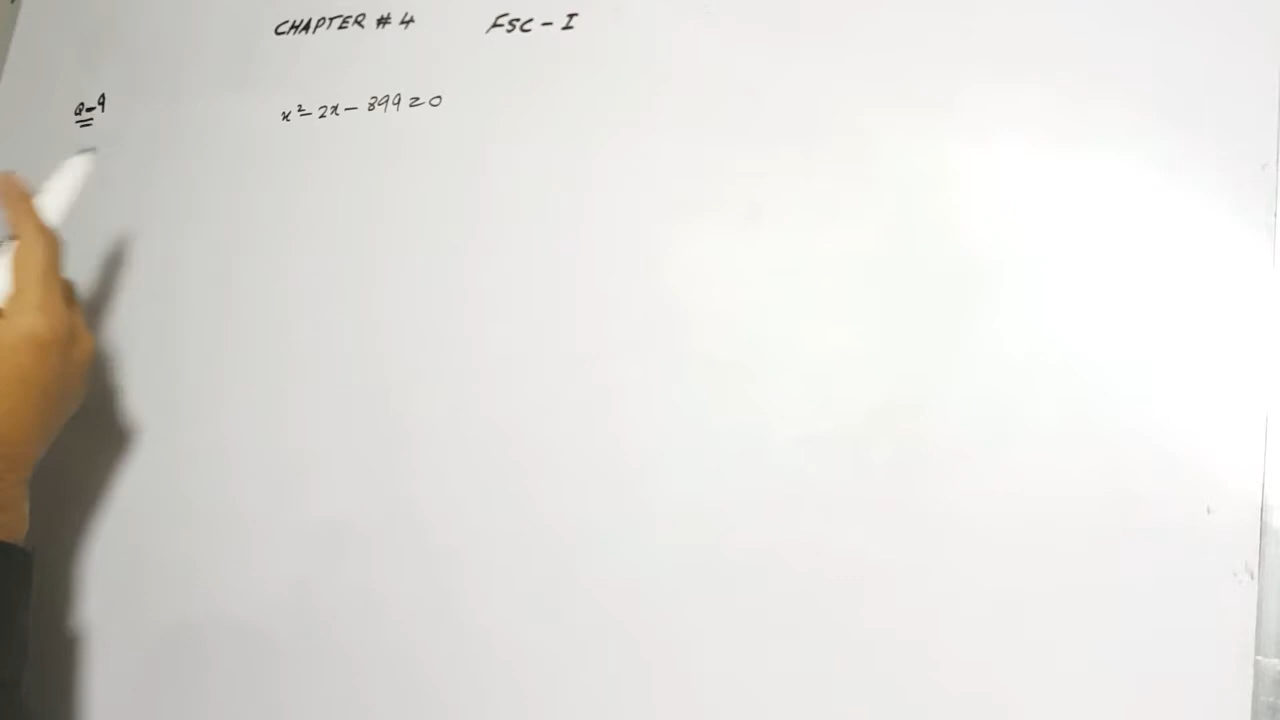 CHAPTER # 4 FSC - I
Q-9 x² - 2x - 899 = 0